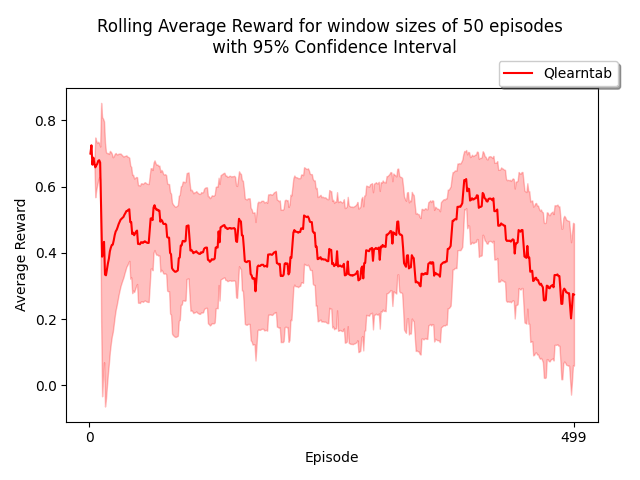 Rolling Average Reward for window sizes of 50 episodes
with 95% Confidence Interval
Qlearntab
0.8
0.6
0.4
0.2
0.0
Average Reward
0
499
Episode